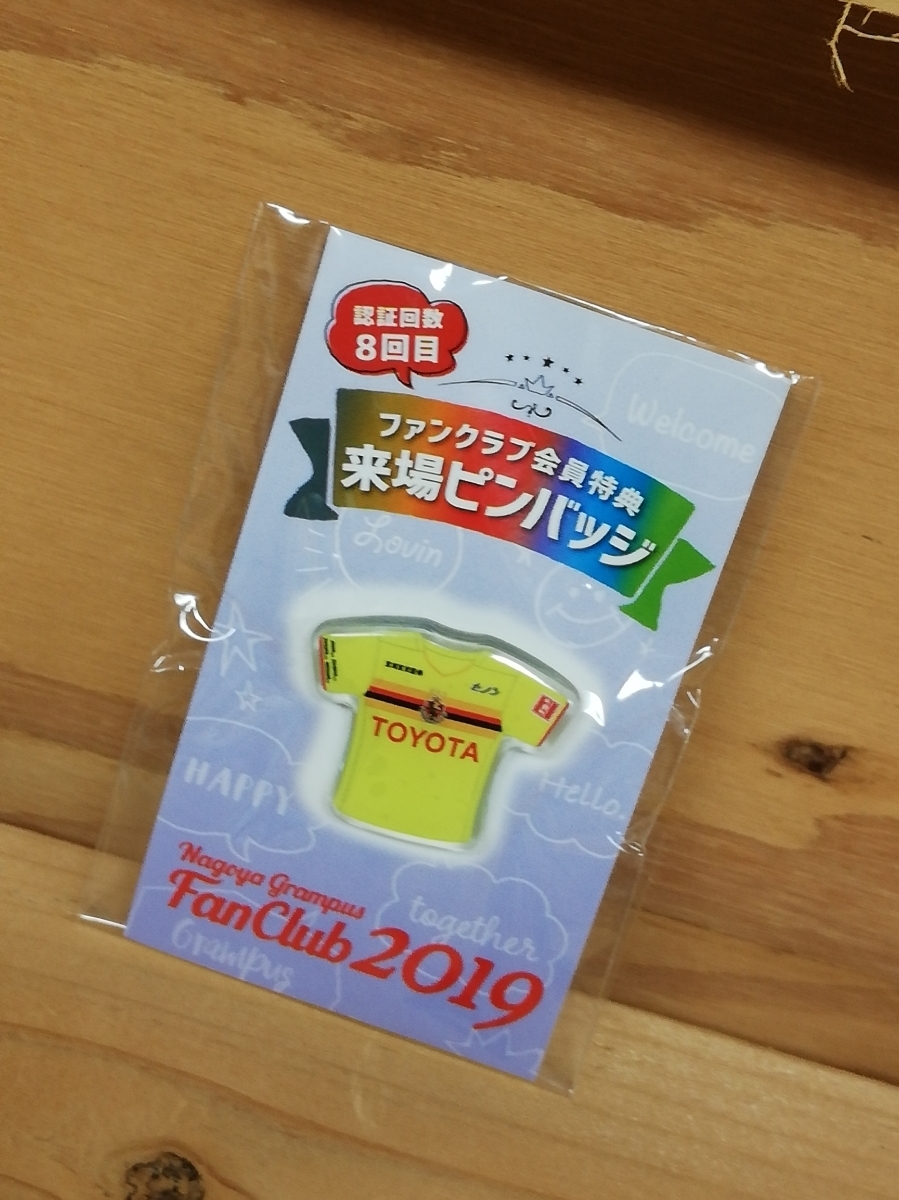 認証回数
8回目
Welcome
ファンクラブ会員特典
来場ピンバッジ
Lovin
TOYOTA
HAPPY
Hello.
Nagoya Grampus
FanClub 2019
together
Grampus